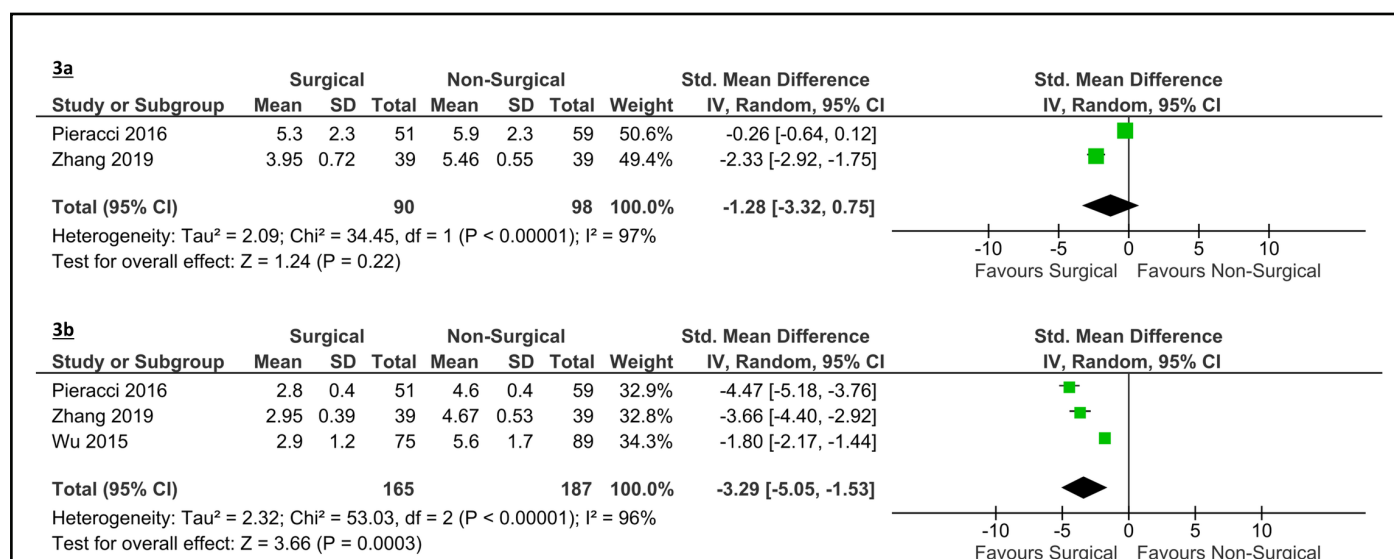 3a
Surgical Non-Surgical Std. Mean Difference Std. Mean Difference
Study or Subgroup Mean SD Total Mean SD Total Weight IV, Random, 95% CI IV, Random, 95% CI
Pieracci 2016 5.3 2.3 51 5.9 2.3 59 50.6% -0.26 [-0.64, 0.12]
Zhang 2019 3.95 0.72 39 5.46 0.55 39 49.4% -2.33 [-2.92, -1.75]
Total (95% CI) 90 98 100.0% -1.28 [-3.32, 0.75]
Heterogeneity: Tau² = 2.09; Chi² = 34.45, df = 1 (P < 0.00001); I² = 97%
Test for overall effect: Z = 1.24 (P = 0.22)
-10 -5 0 5 10
Favours Surgical Favours Non-Surgical
3b
Surgical Non-Surgical Std. Mean Difference Std. Mean Difference
Study or Subgroup Mean SD Total Mean SD Total Weight IV, Random, 95% CI IV, Random, 95% CI
Pieracci 2016 2.8 0.4 51 4.6 0.4 59 32.9% -4.47 [-5.18, -3.76]
Zhang 2019 2.95 0.39 39 4.67 0.53 39 32.8% -3.66 [-4.40, -2.92]
Wu 2015 2.9 1.2 75 5.6 1.7 89 34.3% -1.80 [-2.17, -1.44]
Total (95% CI) 165 187 100.0% -3.29 [-5.05, -1.53]
Heterogeneity: Tau² = 2.32; Chi² = 53.03, df = 2 (P < 0.00001); I² = 96%
Test for overall effect: Z = 3.66 (P = 0.0003)
-10 -5 0 5 10
Favours Surgical Favours Non-Surgical